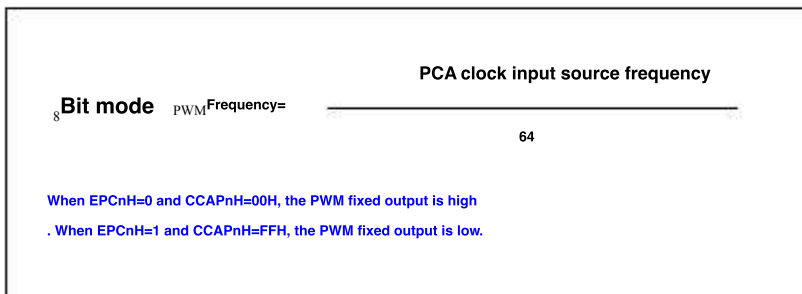 PCA clock input source frequency
8Bit mode PWMFrequency=
64
When EPCnH=0 and CCAPnH=00H, the PWM fixed output is high
. When EPCnH=1 and CCAPnH=FFH, the PWM fixed output is low.